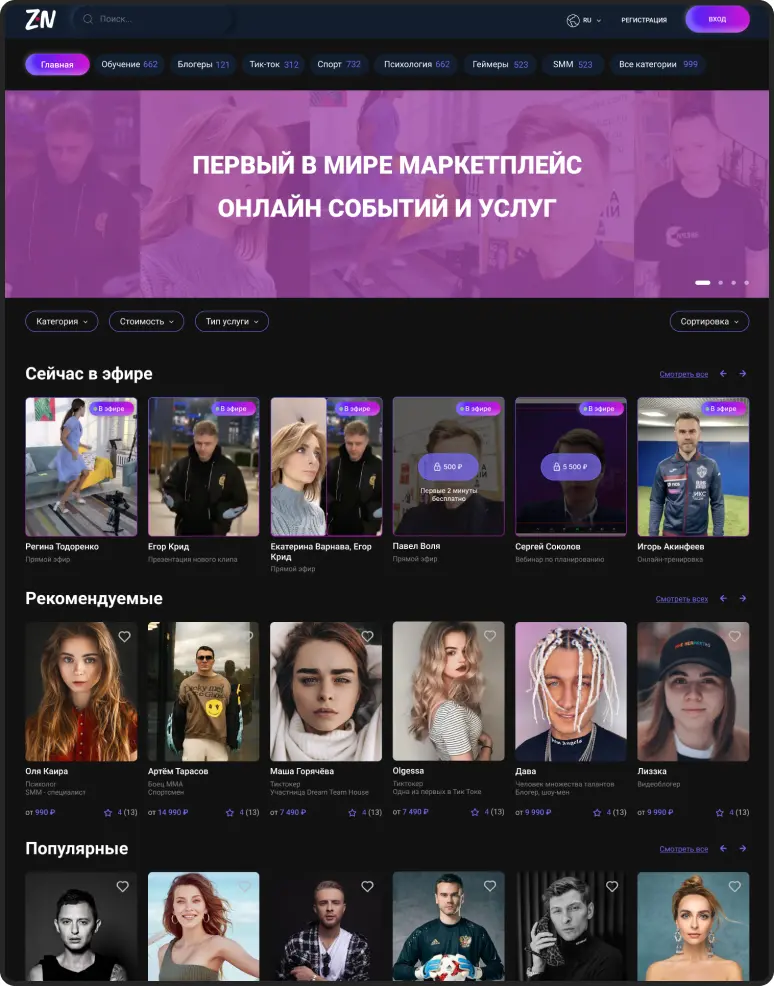 ZN
Поиск...
RU
РЕГИСТРАЦИЯ
ВХОД
Главная
Обучение 662
Блогеры 121
Тик-ток 312
Спорт 732
Психология 662
Геймеры 523
SMM 523
Все категории 999
ПЕРВЫЙ В МИРЕ МАРКЕТПЛЕЙС
ОНЛАЙН СОБЫТИЙ И УСЛУГ
Категория
Стоимость
Тип услуги
Сортировка
Сейчас в эфире
Смотреть все
В эфире
В эфире
В эфире
В эфире
В эфире
В эфире
500 ₽
Первые 2 минуты
бесплатно
5 500 ₽
Регина Тодоренко
Прямой эфир
Егор Крид
Презентация нового клипа
Екатерина Варнава, Егор
Крид
Прямой эфир
Павел Воля
Прямой эфир
Сергей Соколов
Вебинар по планированию
Игорь Акинфеев
Онлайн-тренировка
Рекомендуемые
Смотреть всех
Оля Каира
Психолог
SMM - специалист
от 990 ₽
4 (13)
Артём Тарасов
Боец ММА
Спортсмен
от 14 990 ₽
4 (13)
Маша Горячёва
Тиктокер
Участница Dream Team House
от 7 490 ₽
4 (13)
Olgessa
Тиктокер
Одна из первых в Тик Токе
от 7 490 ₽
4 (13)
Дава
Человек множества талантов
Блогер, шоу-мен
от 9 990 ₽
4 (13)
Лиззка
Видеоблогер
от 9 990 ₽
4 (13)
Популярные
Смотреть все